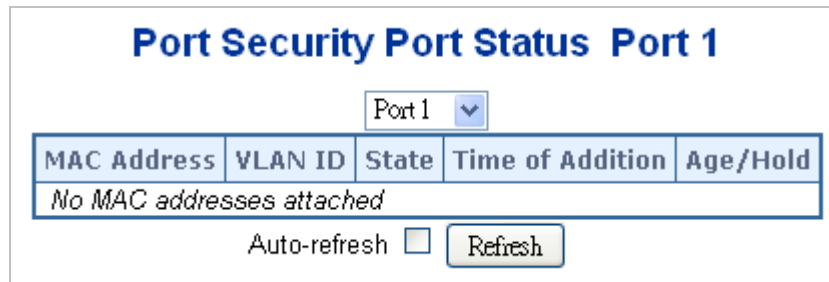 Port Security Port Status Port 1
Port 1
MAC Address VLAN ID State Time of Addition Age/Hold
No MAC addresses attached
Auto-refresh Refresh